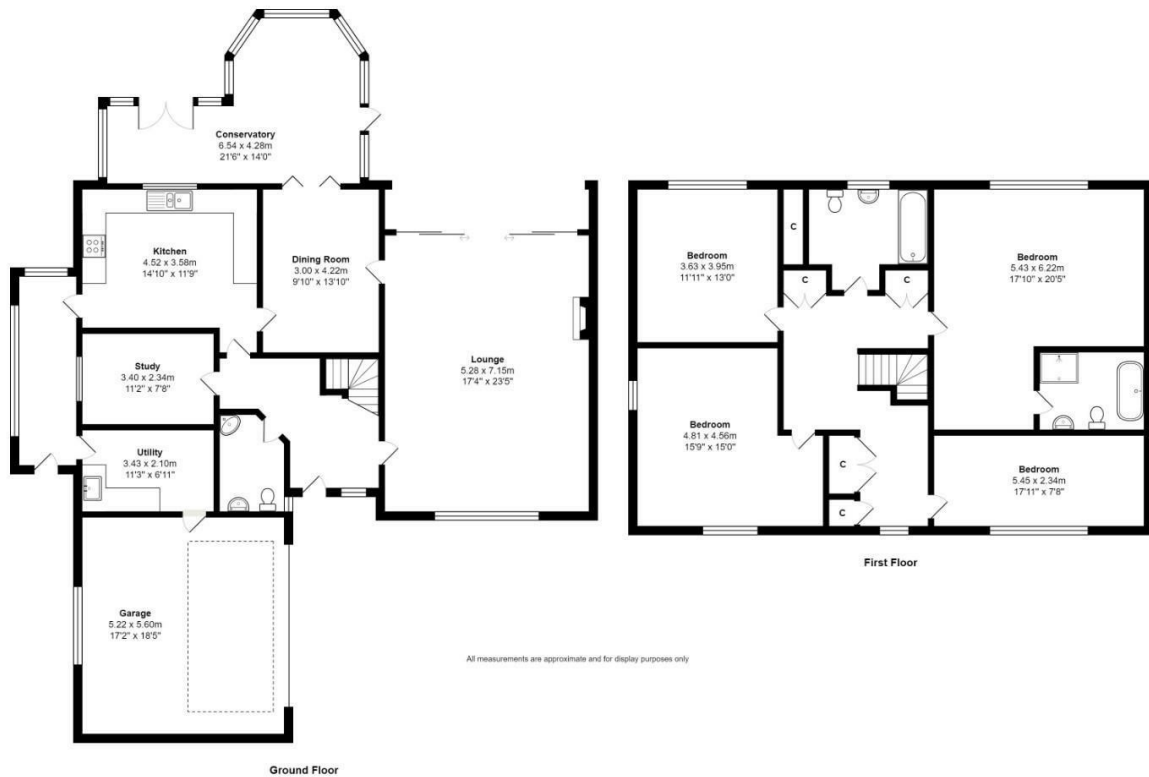 Conservatory
6.54 x 4.28m
21'6" x 14'0"
Kitchen
4.52 x 3.58m
14'10" x 11'9"
Dining Room
3.00 x 4.22m
9'10" x 13'10"
Study
3.40 x 2.34m
11'2" x 7'8"
Lounge
5.28 x 7.15m
17'4" x 23'5"
Utility
3.43 x 2.10m
11'3" x 6'11"
Garage
5.22 x 5.60m
17'2" x 18'5"
Ground Floor
Bedroom
3.63 x 3.95m
11'11" x 13'0"
C
C
C
Bedroom
5.43 x 6.22m
17'10" x 20'5"
Bedroom
4.81 x 4.56m
15'9" x 15'0"
C
C
Bedroom
5.45 x 2.34m
17'11" x 7'8"
First Floor
All measurements are approximate and for display purposes only